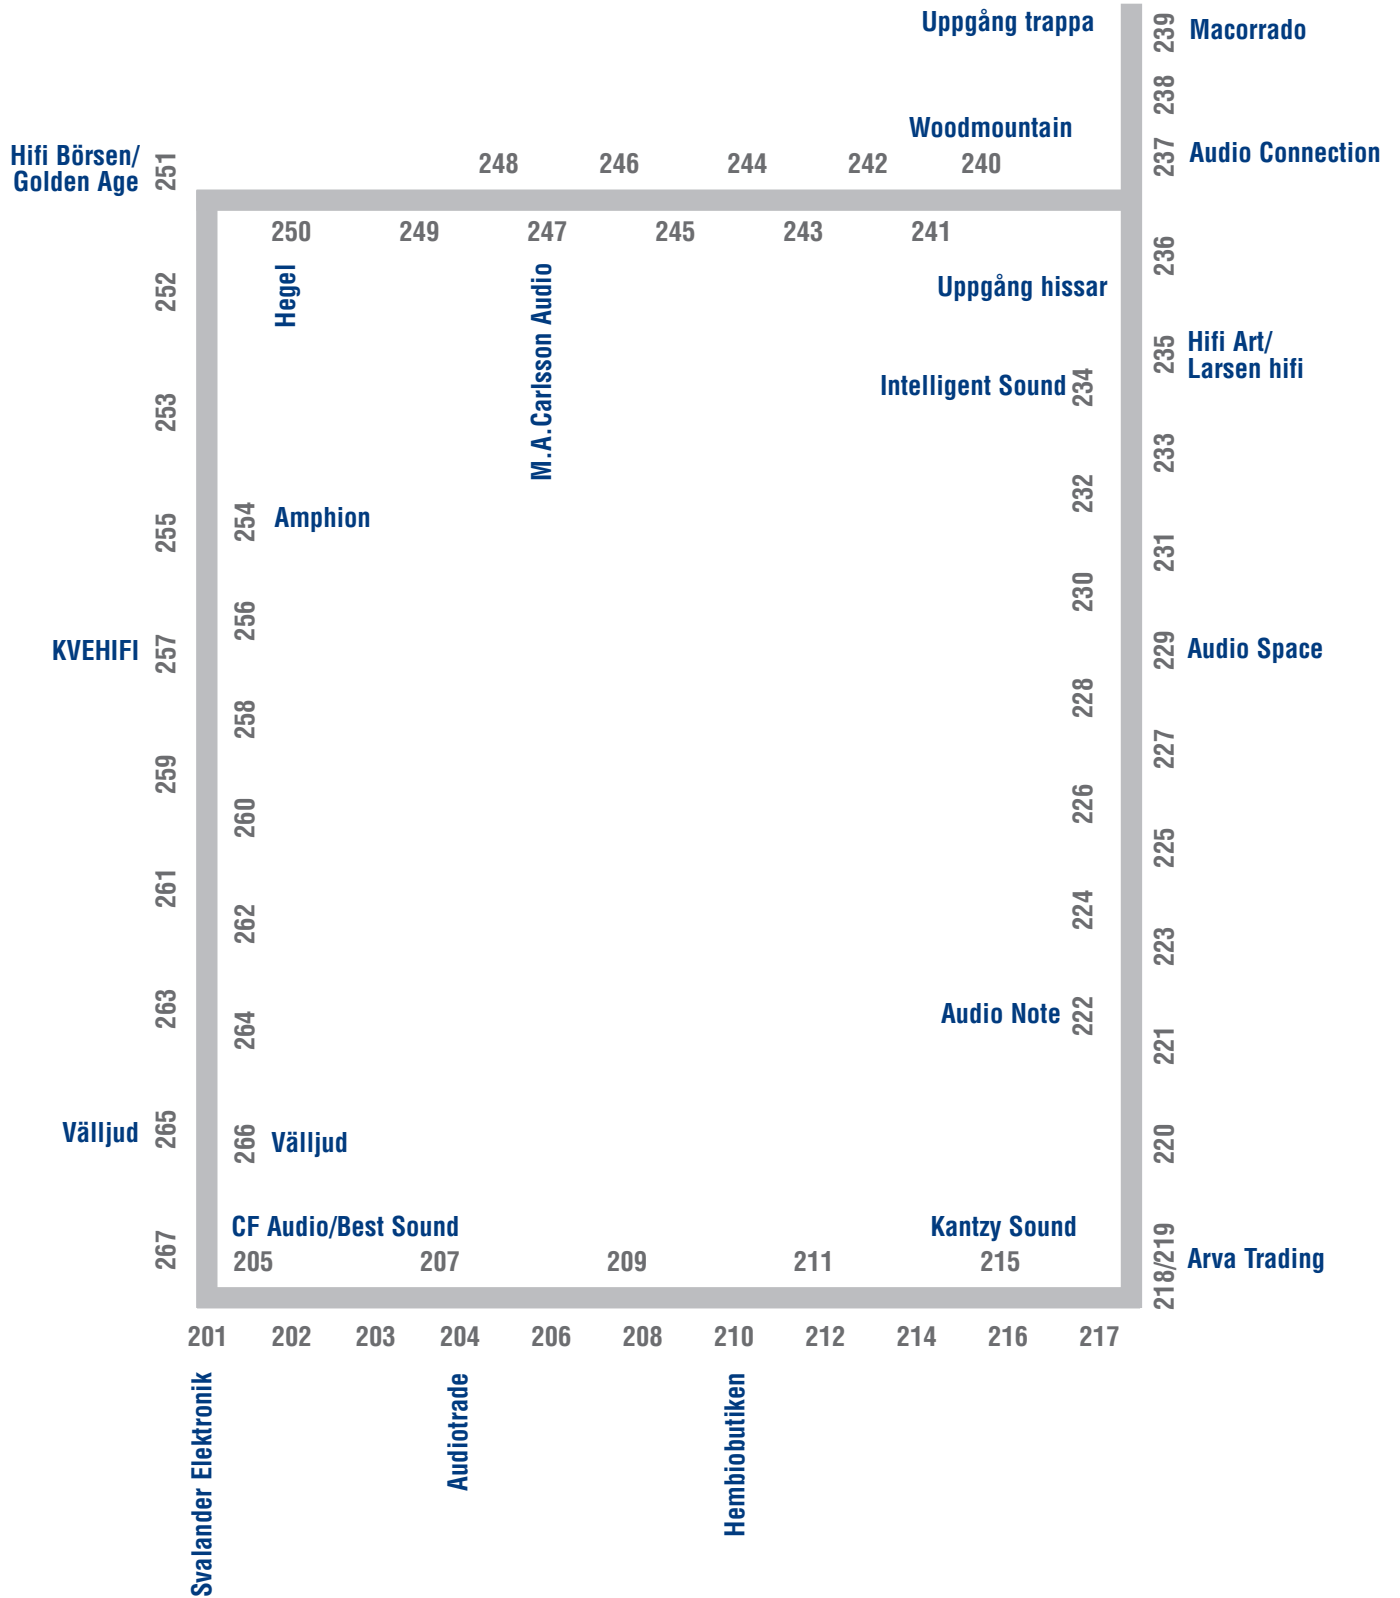 Uppgång trappa
239 Macorrado
238
Woodmountain
237 Audio Connection
Hifi Börsen/
Golden Age
251
248 246 244 242 240
250 249 247 245 243 241
236
252
Hegel
M.A.Carlsson Audio
Uppgång hissar
235 Hifi Art/
Larsen hifi
Intelligent Sound 234
253
233
232
255
254 Amphion
231
230
256
KVEHIFI 257
229 Audio Space
228
258
227
259
226
260
225
261
224
262
223
263
Audio Note 222
264
221
Välljud 265
266 Välljud
220
CF Audio/Best Sound
Kantzy Sound
267
205 207 209 211 215
218/219 Arva Trading
201 202 203 204 206 208 210 212 214 216 217
Svalander Elektronik
Audiotrade
Hembiobutiken